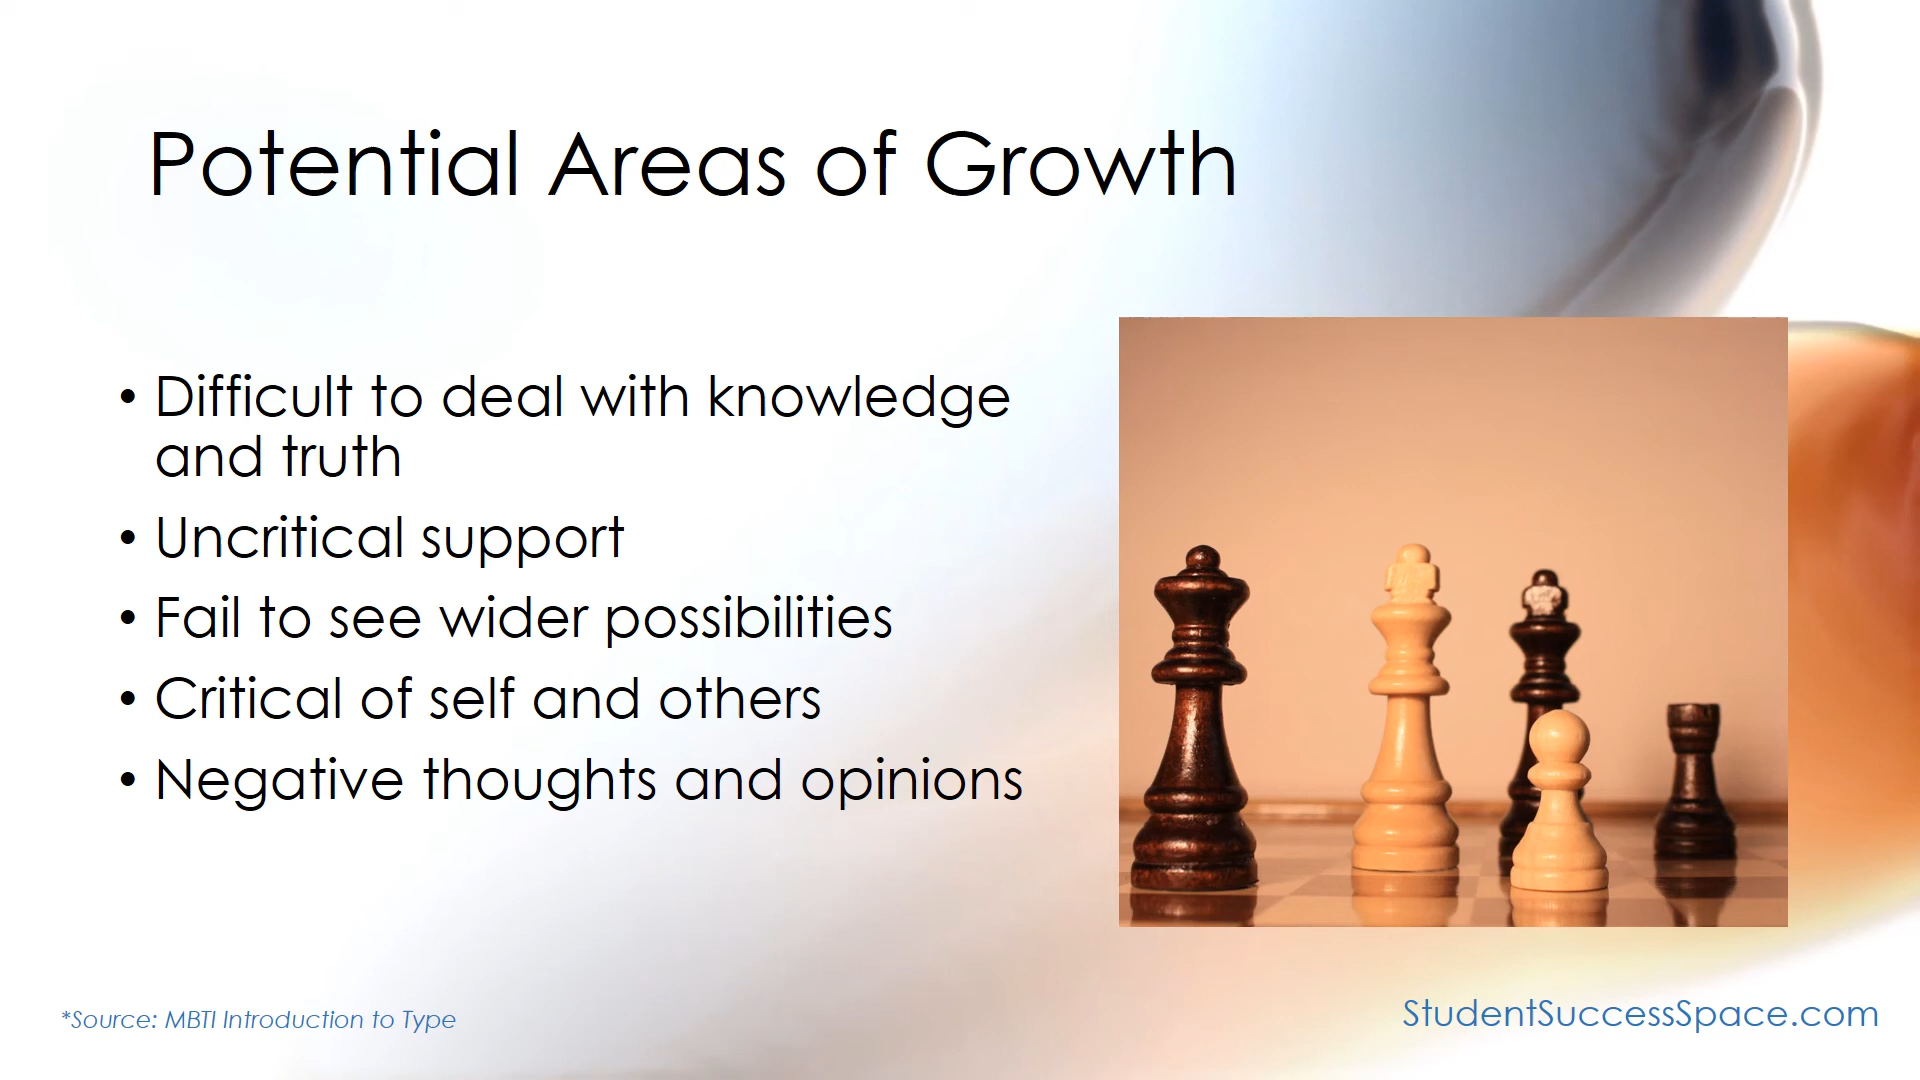 Potential Areas of Growth
• Difficult to deal with knowledge
and truth
• Uncritical support
• Fail to see wider possibilities
• Critical of self and others
• Negative thoughts and opinions
*Source: MBTI Introduction to Type
StudentSuccessSpace.com